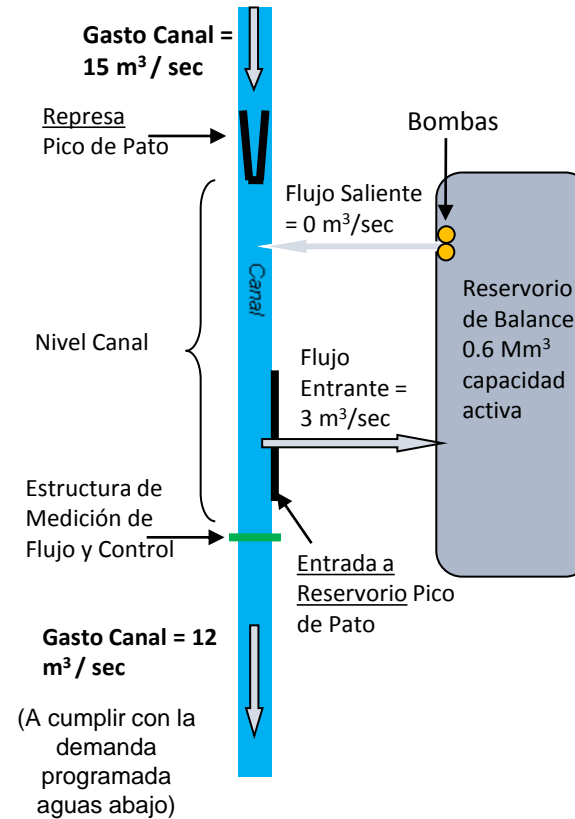 Gasto Canal =
15 m³ / sec
Represa
Pico de Pato
Bombas
Flujo Saliente
= 0 m³/sec
Canal
Reservorio
de Balance
0.6 Mm³
capacidad
activa
Nivel Canal
Flujo
Entrante =
3 m³/sec
Estructura de
Medición de
Flujo y Control
Entrada a
Reservorio Pico
de Pato
Gasto Canal = 12
m³ / sec
(A cumplir con la
demanda
programada
aguas abajo)